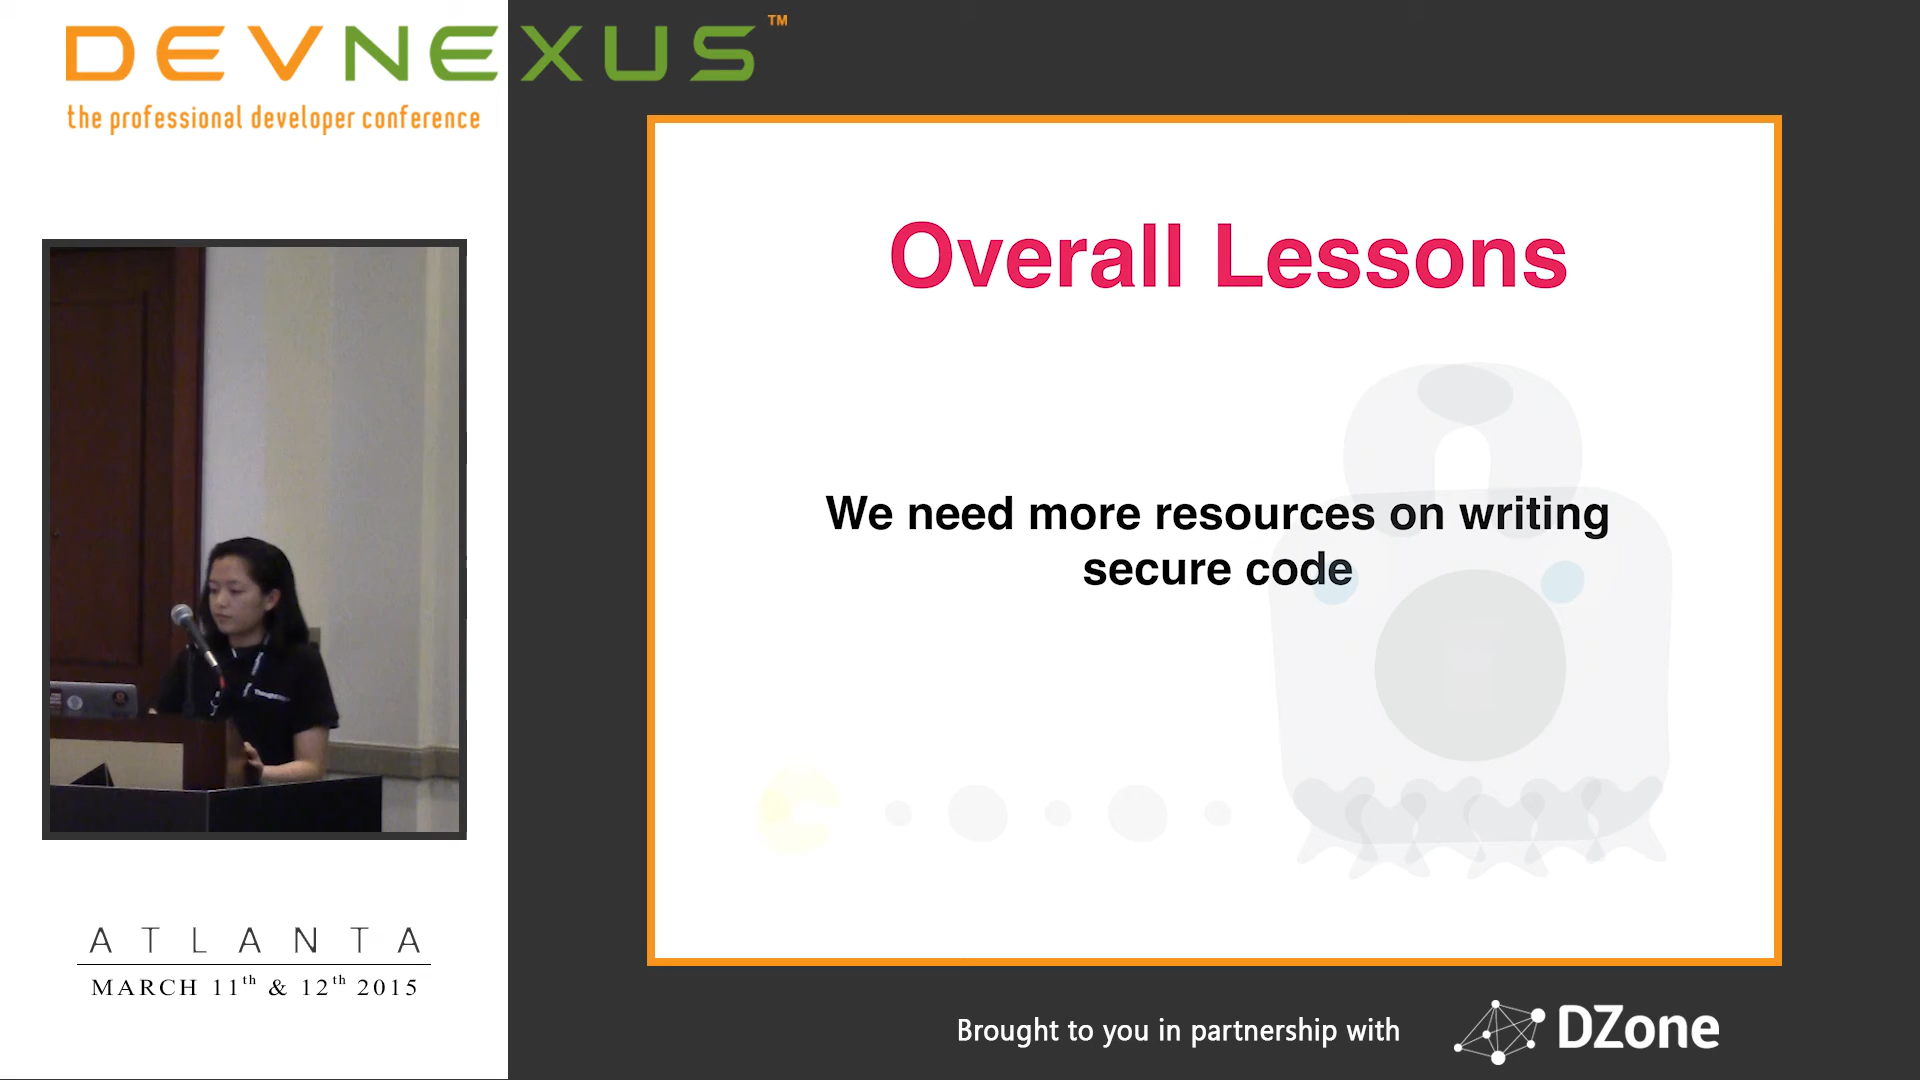 DEVNEXUS™
the professional developer conference
Overall Lessons
We need more resources on writing
secure code
ATLANTA
MARCH 11th & 12th 2015
Brought to you in partnership with
DZone